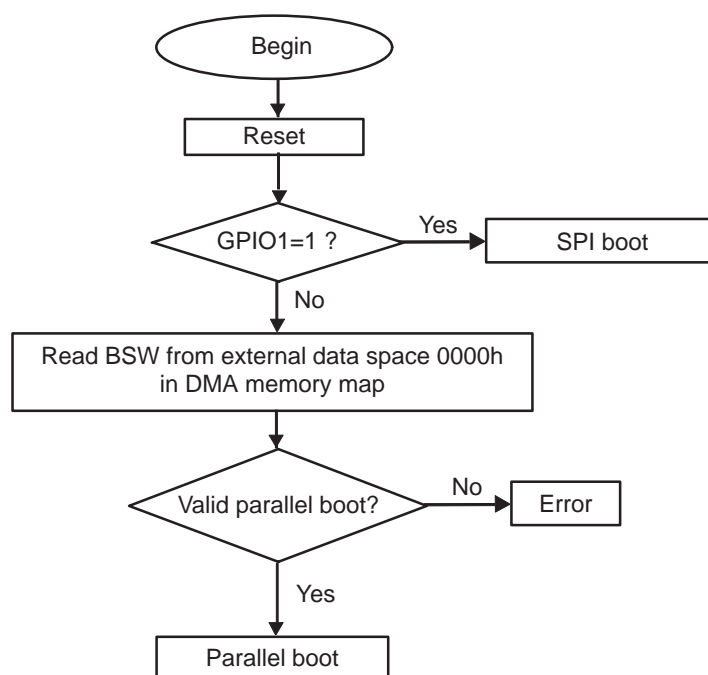 Begin
Reset
GPIO1=1 ?
Yes
SPI boot
No
Read BSW from external data space 0000h
in DMA memory map
Valid parallel boot?
No
Error
Yes
Parallel boot